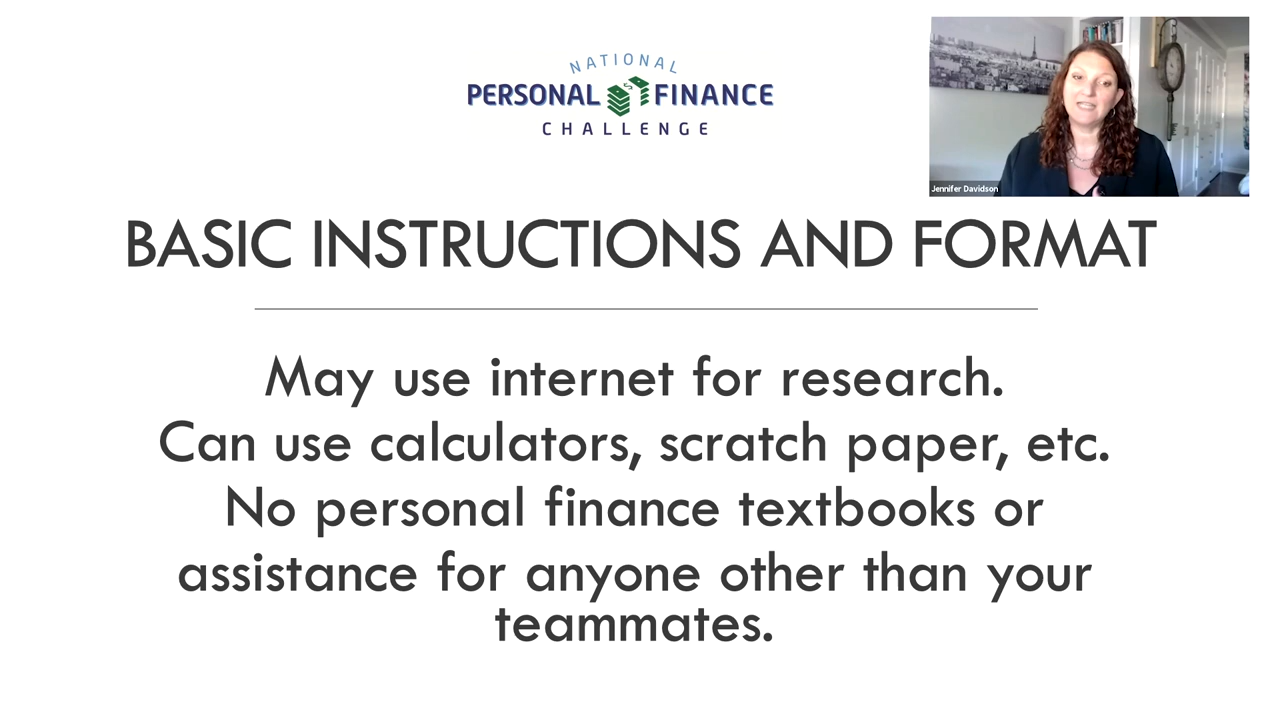 NATIONAL
PERSONAL FINANCE
CHALLENGE
Jennifer Davidson
BASIC INSTRUCTIONS AND FORMAT
May use internet for research.
Can use calculators, scratch paper, etc.
No personal finance textbooks or
assistance for anyone other than your
teammates.